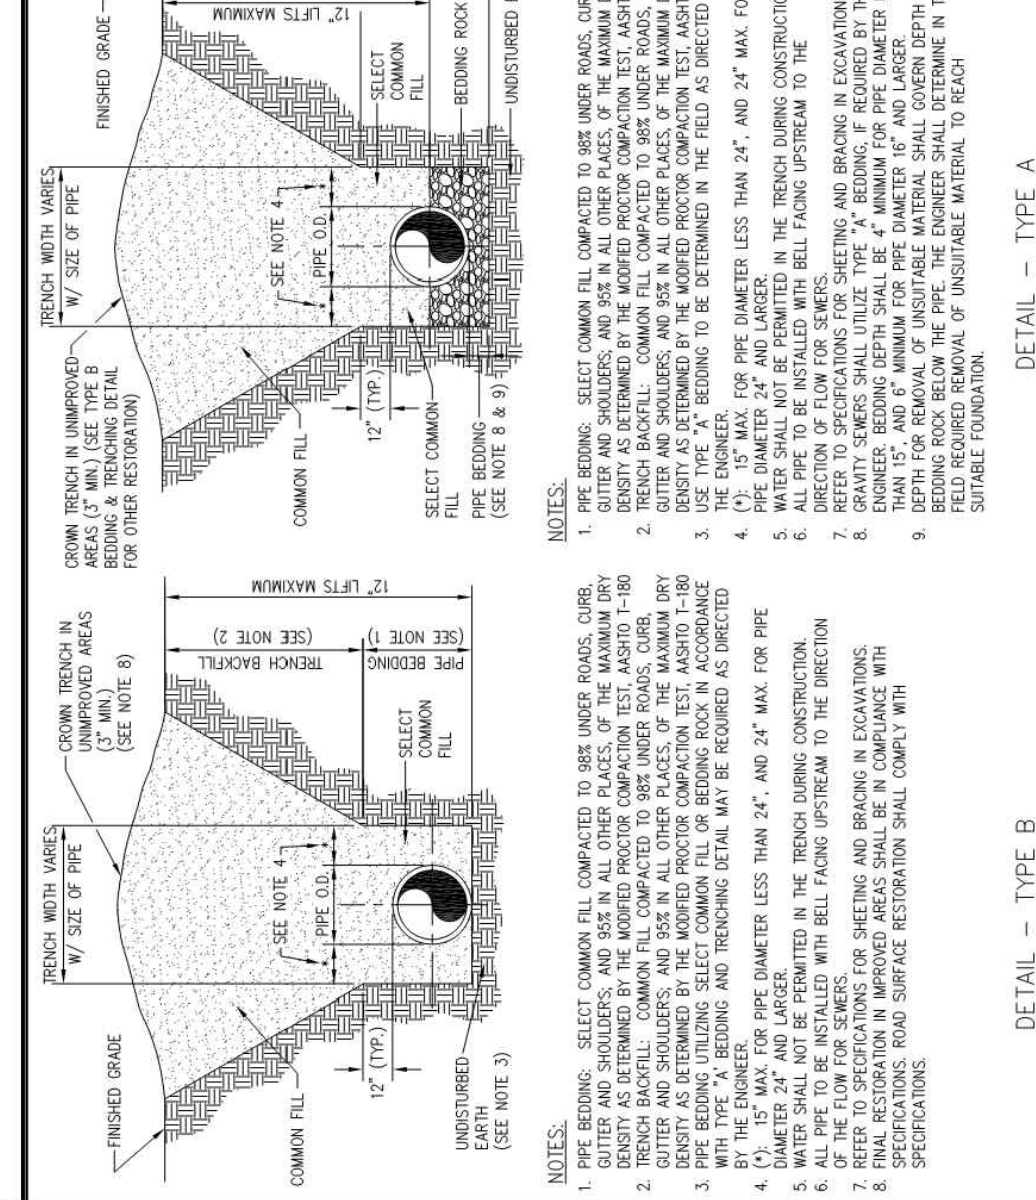 FINISHED GRADE
TRENCH WIDTH VARIES
W/ SIZE OF PIPE
CROWN TRENCH IN
UNIMPROVED AREAS
(3" MIN.)
(SEE NOTE 8)
SEE NOTE 4
*
*
PIPE O.D.
12" (TYP.)
COMMON FILL
UNDISTURBED
EARTH
(SEE NOTE 3)
SELECT
COMMON
FILL
TRENCH BACKFILL
(SEE NOTE 2)
PIPE BEDDING
(SEE NOTE 1)
12" LIFTS MAXIMUM
NOTES:
1. PIPE BEDDING: SELECT COMMON FILL COMPACTED TO 98% UNDER ROADS, CURB,
GUTTER AND SHOULDERS; AND 95% IN ALL OTHER PLACES, OF THE MAXIMUM DRY
DENSITY AS DETERMINED BY THE MODIFIED PROCTOR COMPACTION TEST, AASHTO T-180
2. TRENCH BACKFILL: COMMON FILL COMPACTED TO 98% UNDER ROADS, CURB,
GUTTER AND SHOULDERS; AND 95% IN ALL OTHER PLACES, OF THE MAXIMUM DRY
DENSITY AS DETERMINED BY THE MODIFIED PROCTOR COMPACTION TEST, AASHTO T-180
3. PIPE BEDDING UTILIZING SELECT COMMON FILL OR BEDDING ROCK IN ACCORDANCE
WITH TYPE "A" BEDDING AND TRENCHING DETAIL MAY BE REQUIRED AS DIRECTED
BY THE ENGINEER.
4. (*): 15" MAX. FOR PIPE DIAMETER LESS THAN 24", AND 24" MAX. FOR PIPE
DIAMETER 24" AND LARGER.
5. WATER SHALL NOT BE PERMITTED IN THE TRENCH DURING CONSTRUCTION.
6. ALL PIPE TO BE INSTALLED WITH BELL FACING UPSTREAM TO THE DIRECTION
OF THE FLOW FOR SEWERS.
7. REFER TO SPECIFICATIONS FOR SHEETING AND BRACING IN EXCAVATIONS.
8. FINAL RESTORATION IN IMPROVED AREAS SHALL BE IN COMPLIANCE WITH
SPECIFICATIONS. ROAD SURFACE RESTORATION SHALL COMPLY WITH
SPECIFICATIONS.
DETAIL - TYPE B
CROWN TRENCH IN UNIMPROVED
AREAS (3" MIN.) (SEE TYPE B
BEDDING & TRENCHING DETAIL
FOR OTHER RESTORATION)
TRENCH WIDTH VARIES
W/ SIZE OF PIPE
FINISHED GRADE
SEE NOTE 4
*
*
PIPE O.D.
12" (TYP.)
COMMON FILL
SELECT COMMON
FILL
PIPE BEDDING
(SEE NOTE 8 & 9)
SELECT
COMMON
FILL
BEDDING ROCK
UNDISTURBED
12" LIFTS MAXIMUM
NOTES:
1. PIPE BEDDING: SELECT COMMON FILL COMPACTED TO 98% UNDER ROADS,
GUTTER AND SHOULDERS; AND 95% IN ALL OTHER PLACES, OF THE MAXIMUM
DENSITY AS DETERMINED BY THE MODIFIED PROCTOR COMPACTION TEST,
2. TRENCH BACKFILL: COMMON FILL COMPACTED TO 98% UNDER ROADS,
GUTTER AND SHOULDERS; AND 95% IN ALL OTHER PLACES, OF THE MAXIMUM
DENSITY AS DETERMINED BY THE MODIFIED PROCTOR COMPACTION TEST,
3. USE TYPE "A" BEDDING TO BE DETERMINED IN THE FIELD AS DIRECTED
THE ENGINEER.
4. (*): 15" MAX. FOR PIPE DIAMETER LESS THAN 24", AND 24" MAX.
PIPE DIAMETER 24" AND LARGER.
5. WATER SHALL NOT BE PERMITTED IN THE TRENCH DURING
6. ALL PIPE TO BE INSTALLED WITH BELL FACING UPSTREAM TO THE
DIRECTION OF FLOW FOR SEWERS.
7. REFER TO SPECIFICATIONS FOR SHEETING AND BRACING IN
8. GRAVITY SEWERS SHALL UTILIZE TYPE "A" BEDDING, IF REQUIRED BY
ENGINEER. BEDDING DEPTH SHALL BE 4" MINIMUM FOR PIPE DIAMETER
THAN 15", AND 6" MINIMUM FOR PIPE DIAMETER 16" AND LARGER.
9. DEPTH FOR REMOVAL OF UNSUITABLE MATERIAL SHALL GOVERN DEPTH
BEDDING ROCK BELOW THE PIPE. THE ENGINEER SHALL DETERMINE IN
FIELD REQUIRED REMOVAL OF UNSUITABLE MATERIAL TO REACH
SUITABLE FOUNDATION.
DETAIL - TYPE A